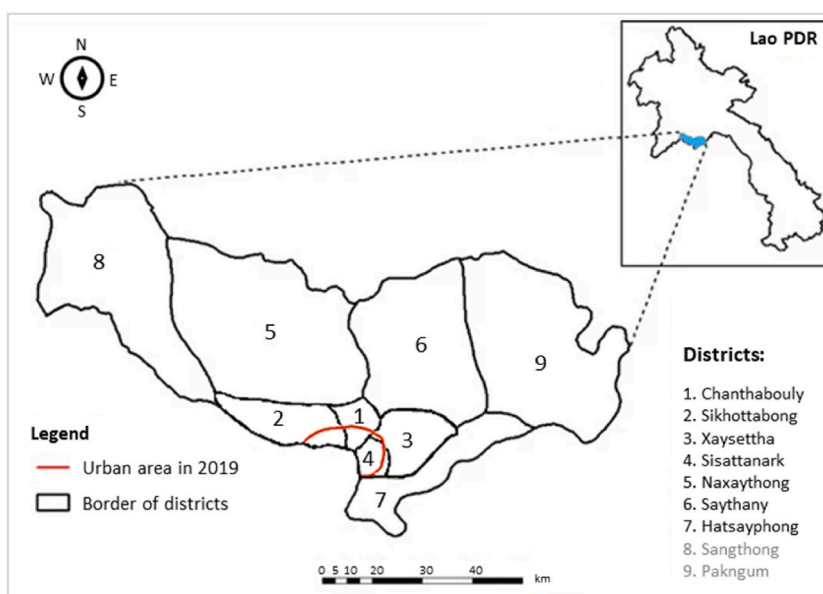 Lao PDR
N
W E
S
8
5
6
9
2
1
3
4
7
Legend
Urban area in 2019
Border of districts
Districts:
1. Chanthabouly
2. Sikhottabong
3. Xaysettha
4. Sisattanark
5. Naxaythong
6. Saythany
7. Hatsayphong
8. Sangthong
9. Pakngum
0 5 10 20 30 40 km